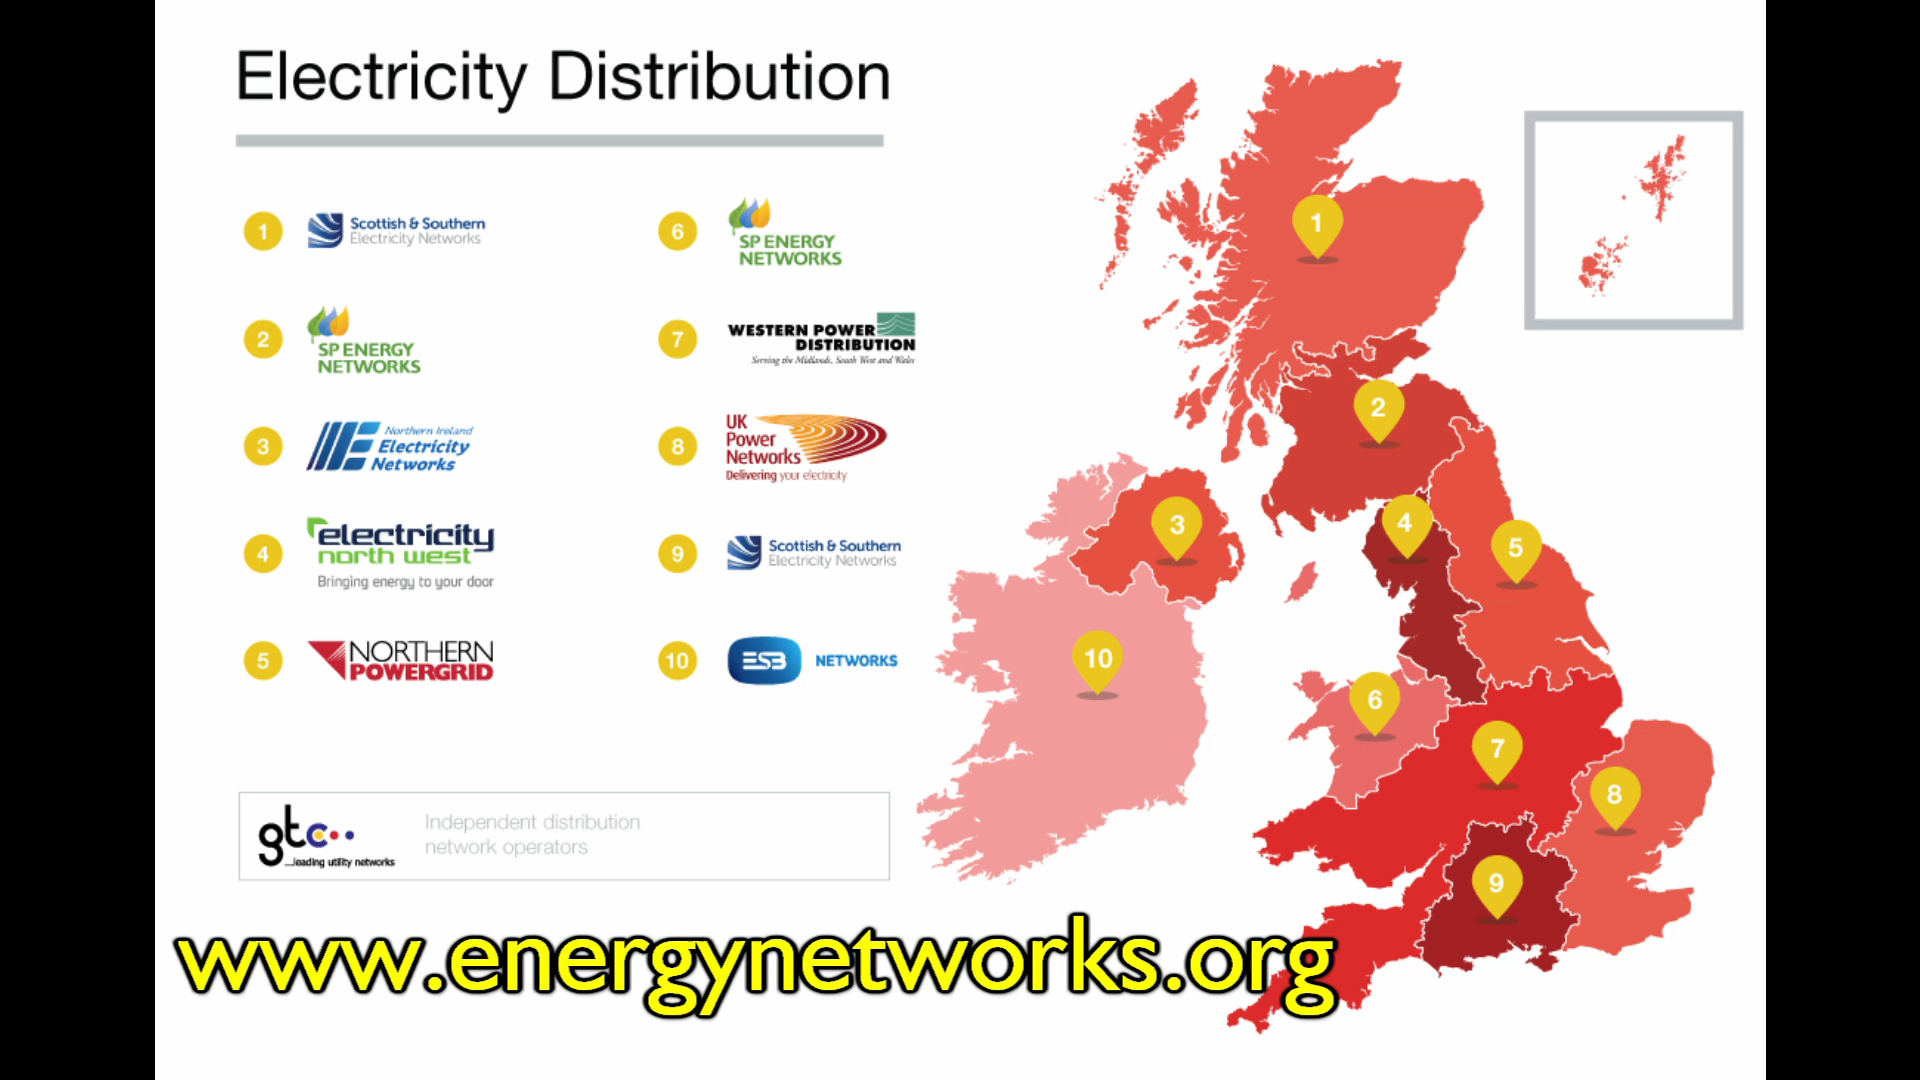 Electricity Distribution
1
Scottish & Southern
Electricity Networks
2
SP ENERGY
NETWORKS
3
Northern Ireland
Electricity
Networks
4
electricity
north west
Bringing energy to your door
5
NORTHERN
POWERGRID
6
SP ENERGY
NETWORKS
7
WESTERN POWER
DISTRIBUTION
Serving the Midlands, South West and Wales
8
UK
Power
Networks
Delivering your electricity
9
Scottish & Southern
Electricity Networks
10
ESB NETWORKS
gtc
...leading utility networks
Independent distribution
network operators
1
2
3
4
5
6
7
8
9
10
www.energynetworks.org